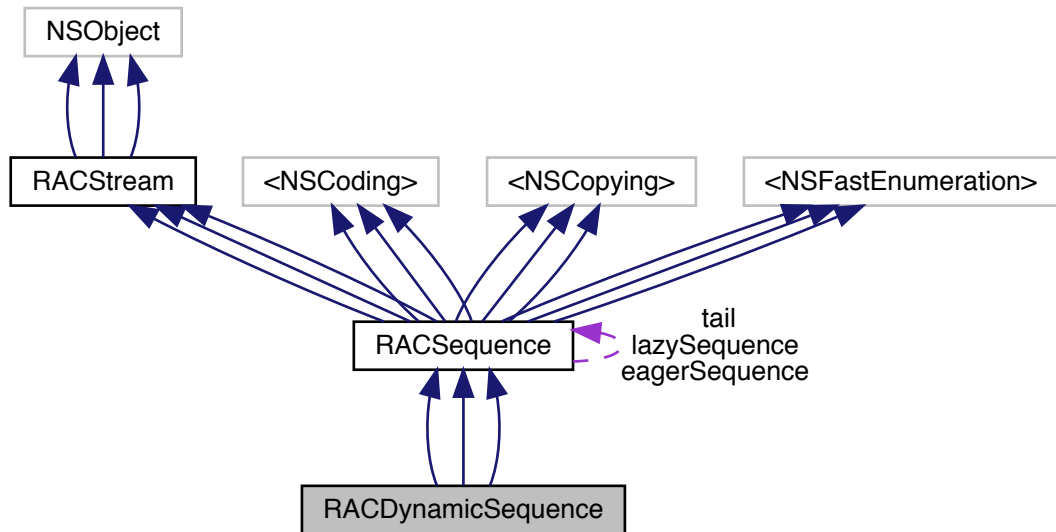 NSObject
RACStream
<NSCoding>
<NSCopying>
<NSFastEnumeration>
RACSequence
tail
lazySequence
eagerSequence
RACDynamicSequence